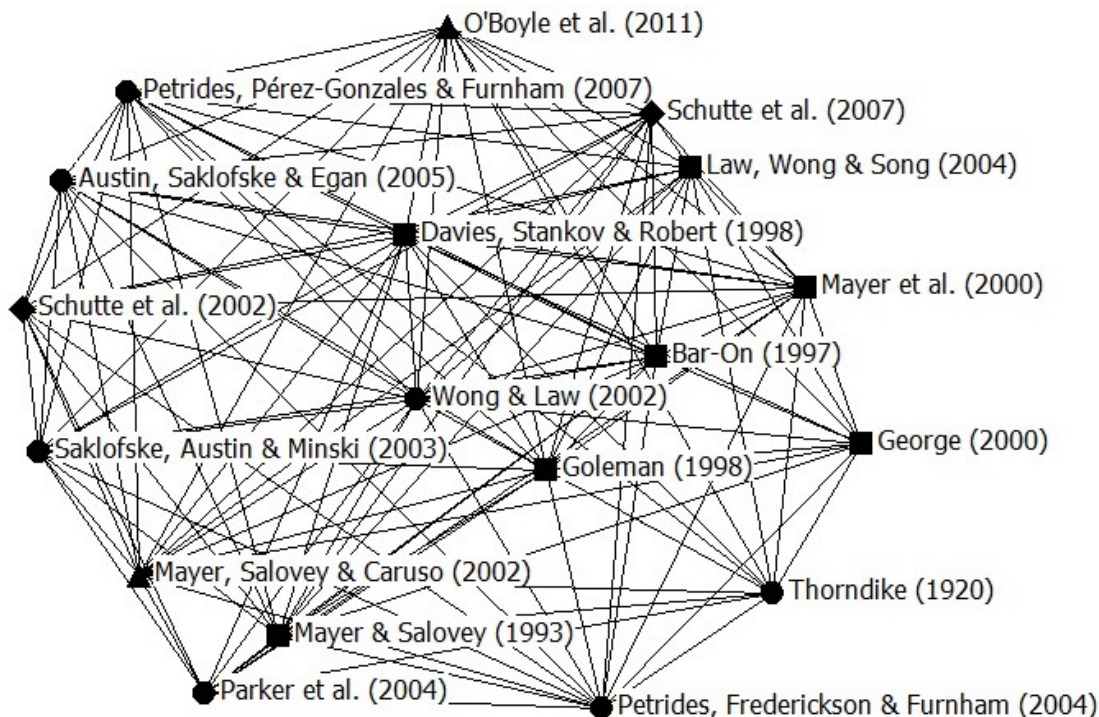 O'Boyle et al. (2011)
Petrides, Pérez-Gonzales & Furnham (2007)
Schutte et al. (2007)
Law, Wong & Song (2004)
Austin, Saklofske & Egan (2005)
Davies, Stankov & Robert (1998)
Mayer et al. (2000)
Schutte et al. (2002)
Bar-On (1997)
Wong & Law (2002)
George (2000)
Saklofske, Austin & Minski (2003)
Goleman (1998)
Mayer, Salovey & Caruso (2002)
Thorndike (1920)
Mayer & Salovey (1993)
Parker et al. (2004)
Petrides, Frederickson & Furnham (2004)